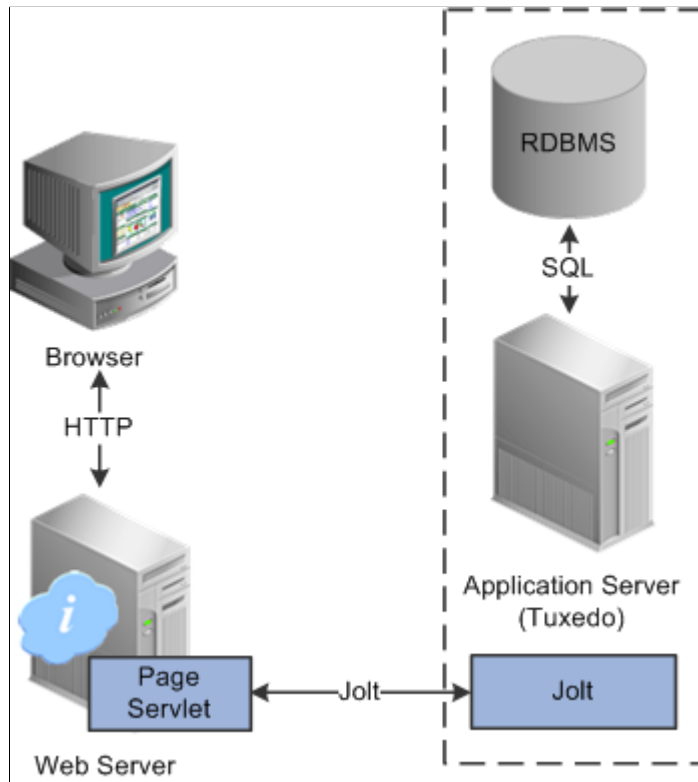 RDBMS
SQL
Browser
HTTP
Application Server
(Tuxedo)
i
Page
Servlet
Jolt
Jolt
Web Server